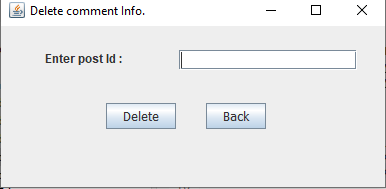 Delete comment Info.
Enter post Id :
Delete Back